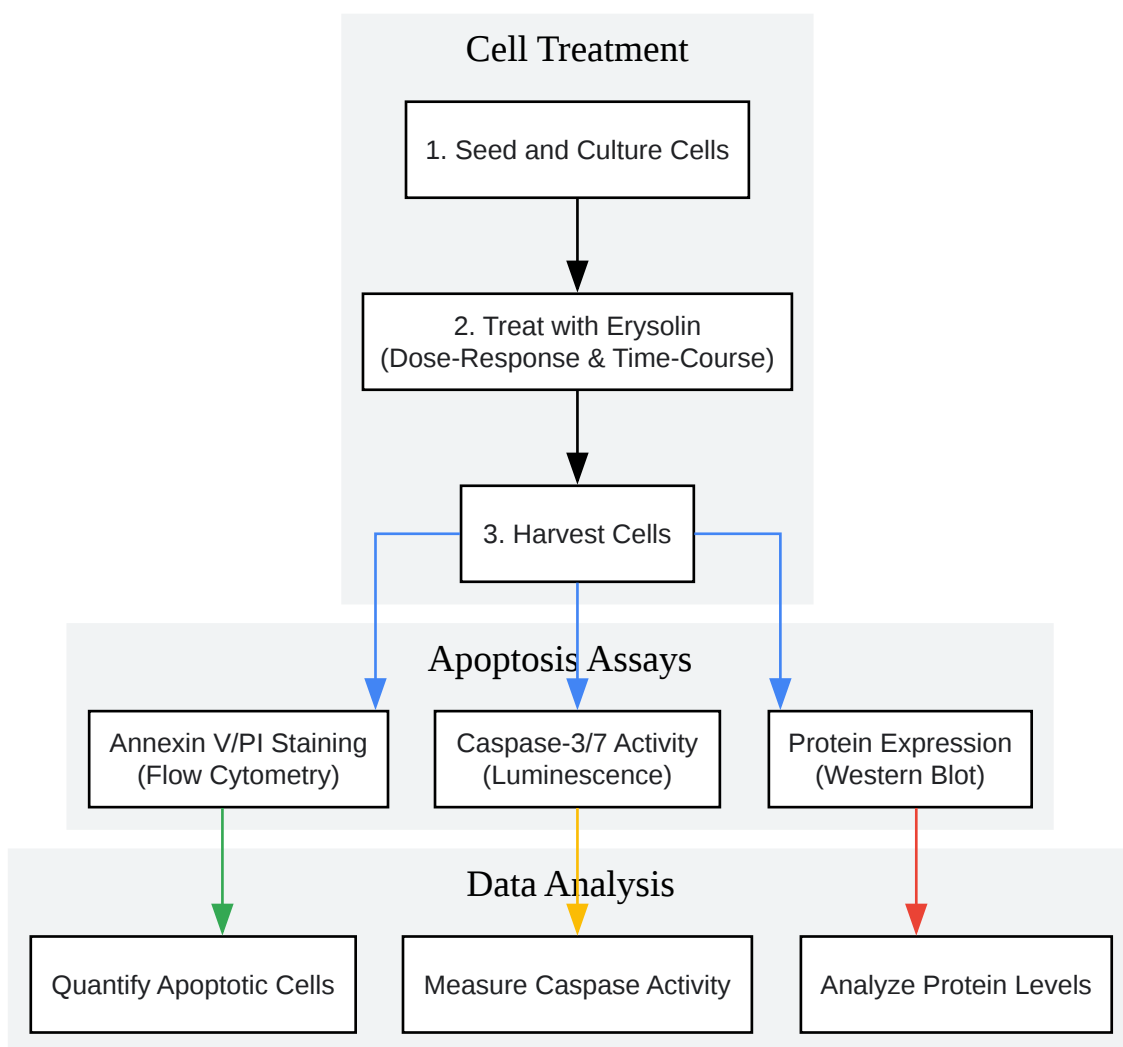 Cell Treatment
1. Seed and Culture Cells
2. Treat with Erysolin
(Dose-Response & Time-Course)
3. Harvest Cells
Apoptosis Assays
Annexin V/PI Staining
(Flow Cytometry)
Caspase-3/7 Activity
(Luminescence)
Protein Expression
(Western Blot)
Data Analysis
Quantify Apoptotic Cells
Measure Caspase Activity
Analyze Protein Levels